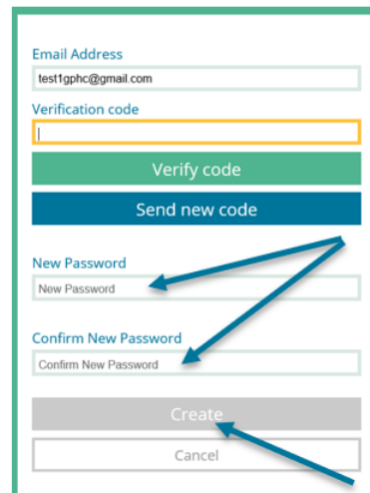 Email Address
test1gphc@gmail.com
Verification code
Verify code
Send new code
New Password
New Password
Confirm New Password
Confirm New Password
Create
Cancel